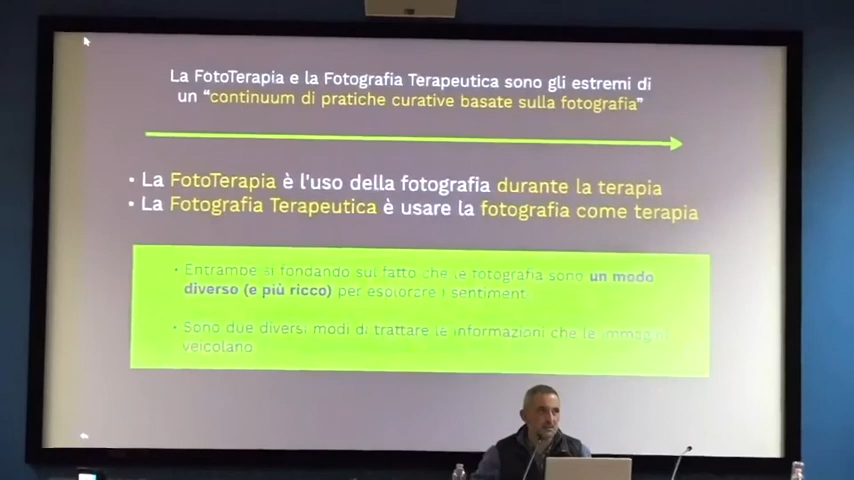 La FotoTerapia e la Fotografia Terapeutica sono gli estremi di
un “continuum di pratiche curative basate sulla fotografia”
• La FotoTerapia è l'uso della fotografia durante la terapia
• La Fotografia Terapeutica è usare la fotografia come terapia
• Entrambe si fondando sul fatto che le fotografia sono un modo
diverso (e più ricco) per esplorare i sentimenti
• Sono due diversi modi di trattare le informazioni che le immagini
veicolano